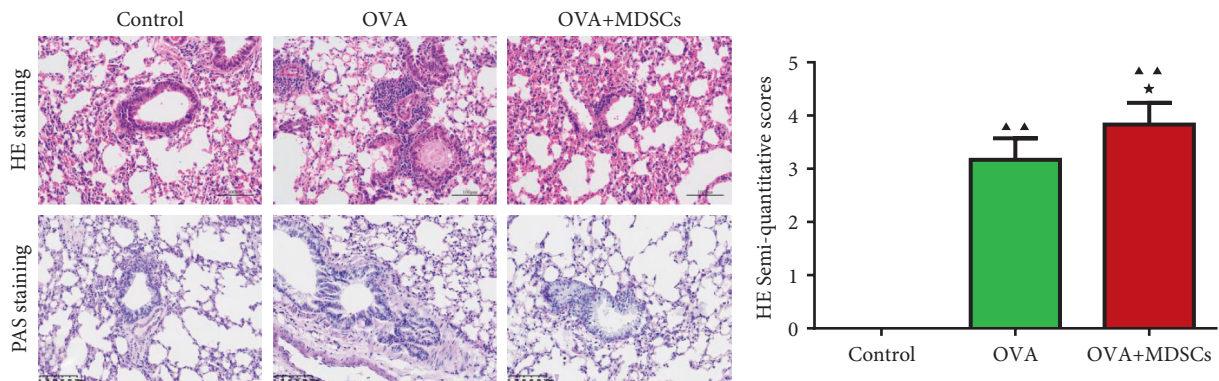 Control OVA OVA+MDSCs
HE staining
PAS staining
HE Semi-quantitative scores
5
4
3
2
1
0
▲ ▲
▲ ▲
★
Control OVA OVA+MDSCs